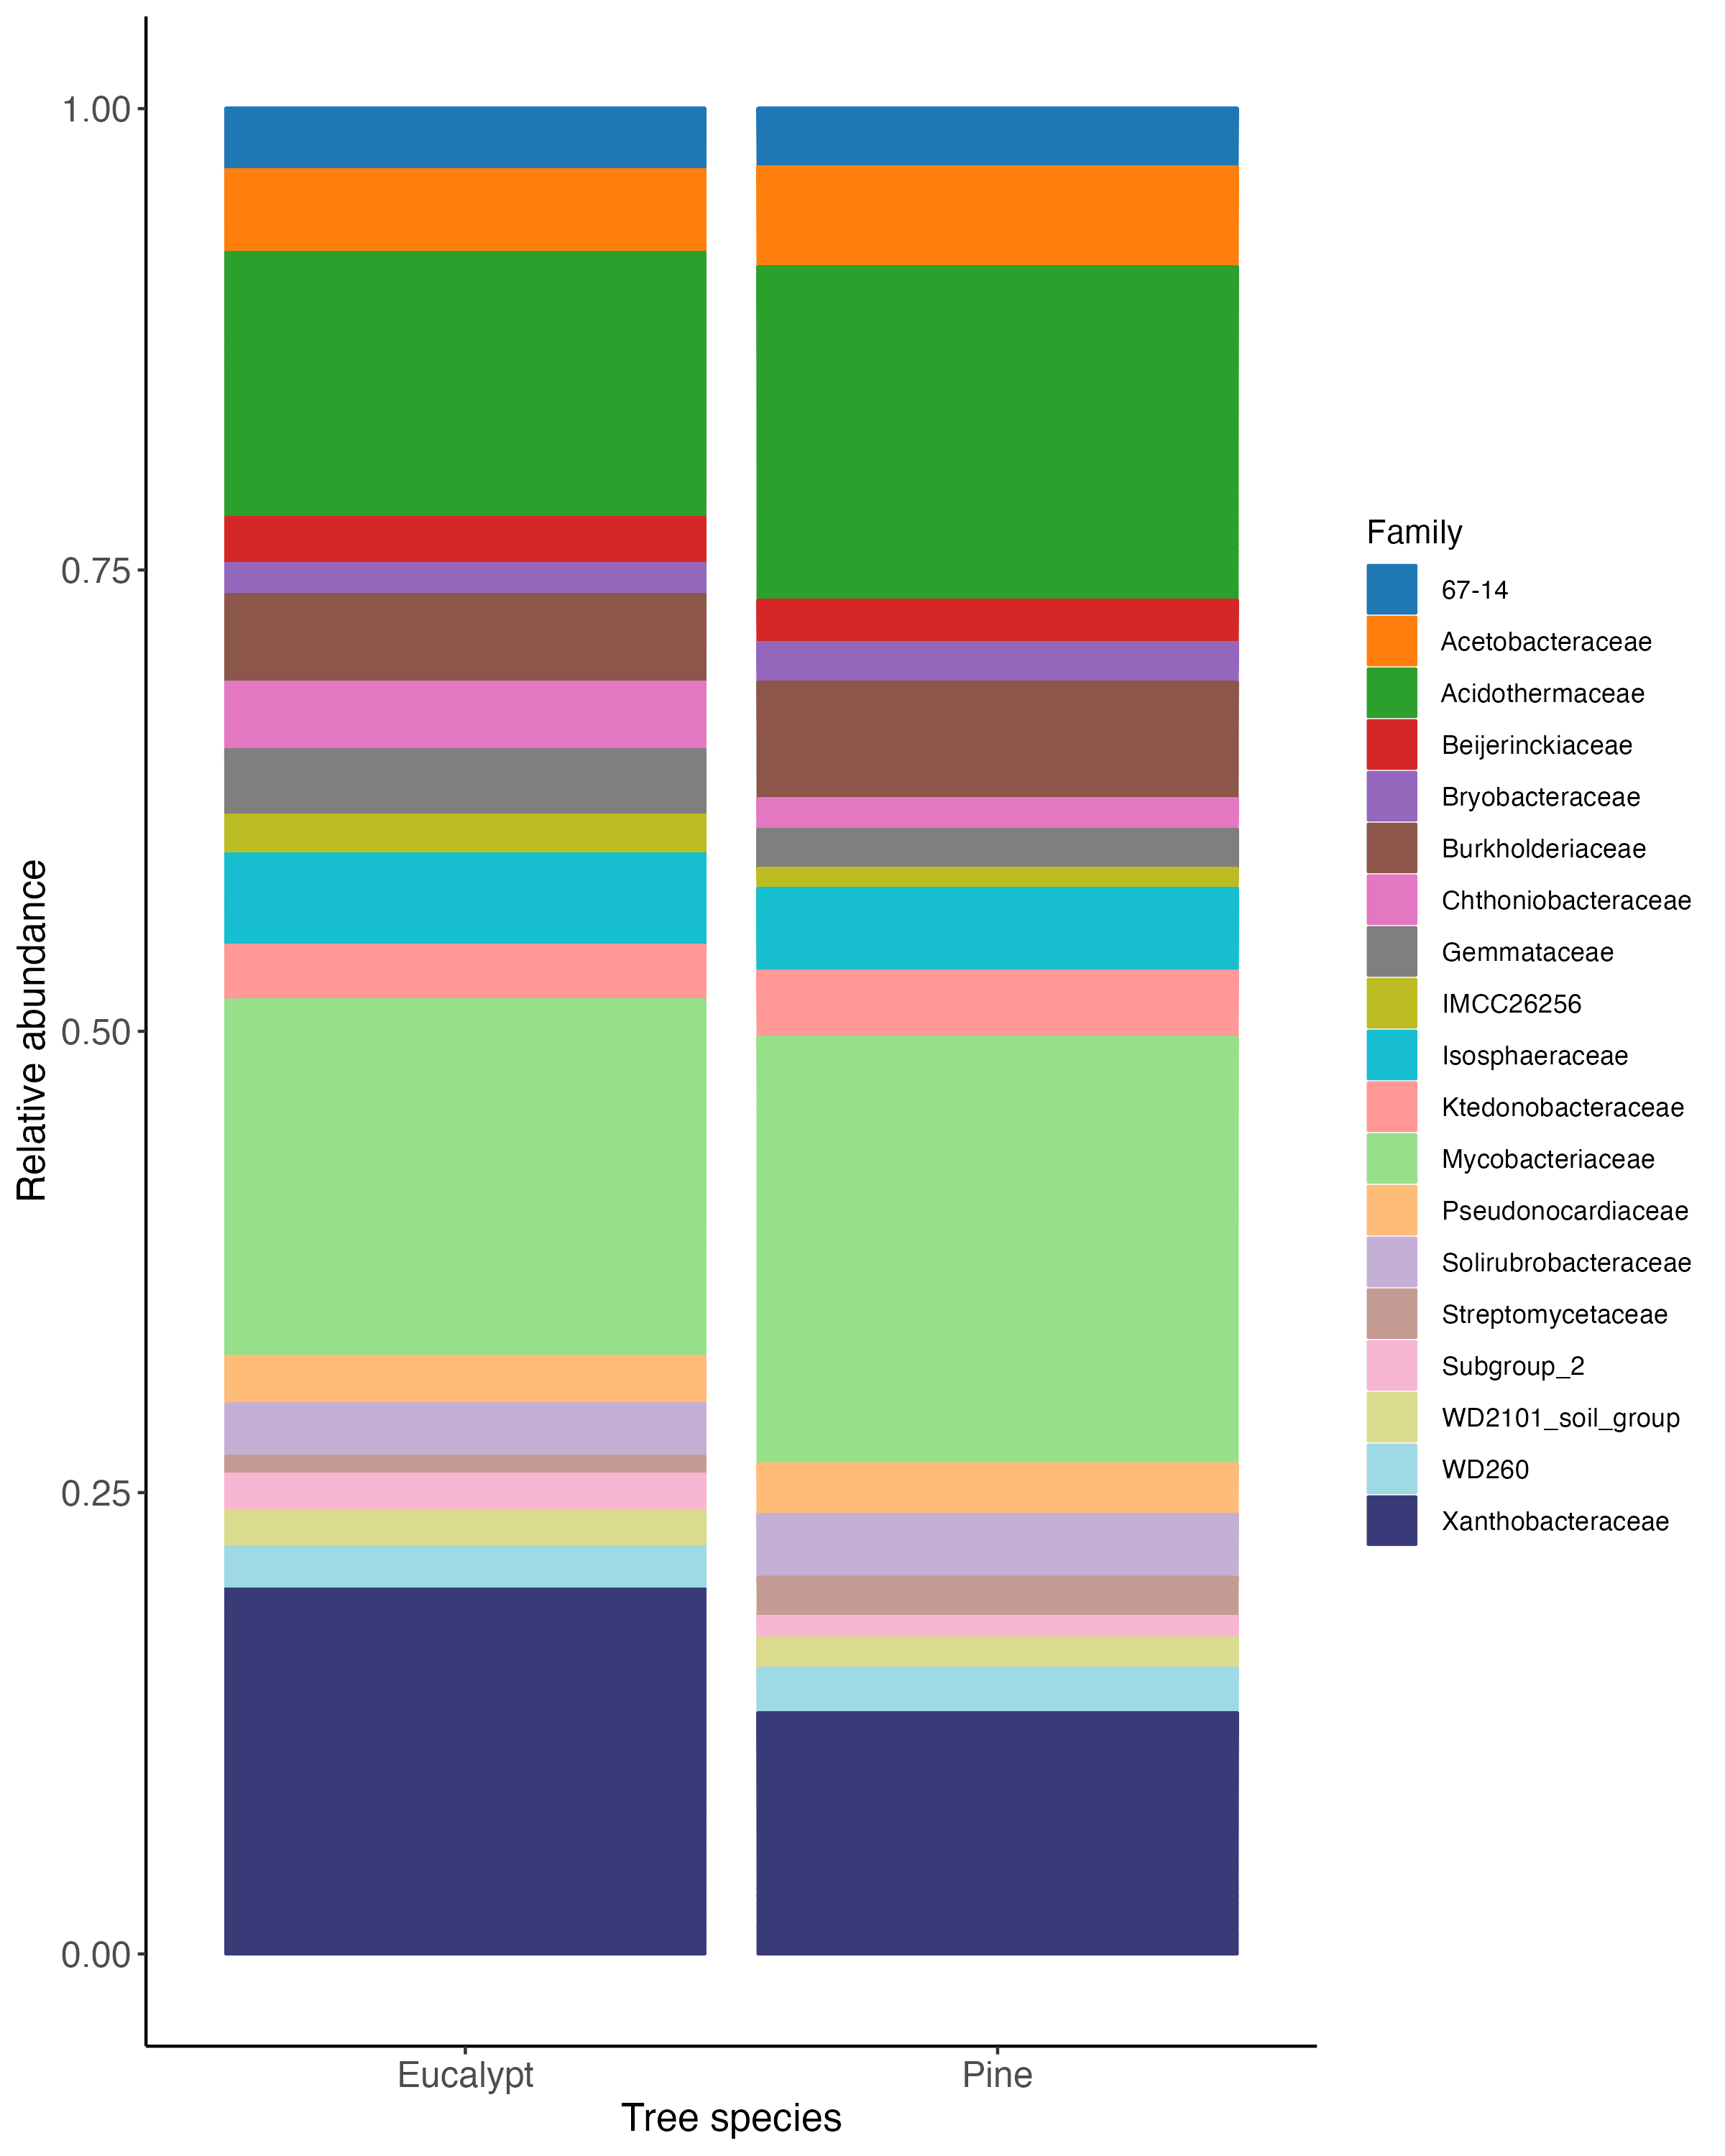 1.00
0.75
0.50
0.25
0.00
Relative abundance
Eucalypt
Pine
Tree species
Family
67-14
Acetobacteraceae
Acidothermaceae
Beijerinckiaceae
Bryobacteraceae
Burkholderiaceae
Chthoniobacteraceae
Gemmataceae
IMCC26256
Isosphaeraceae
Ktedonobacteraceae
Mycobacteriaceae
Pseudonocardiaceae
Solirubrobacteraceae
Streptomycetaceae
Subgroup_2
WD2101_soil_group
WD260
Xanthobacteraceae